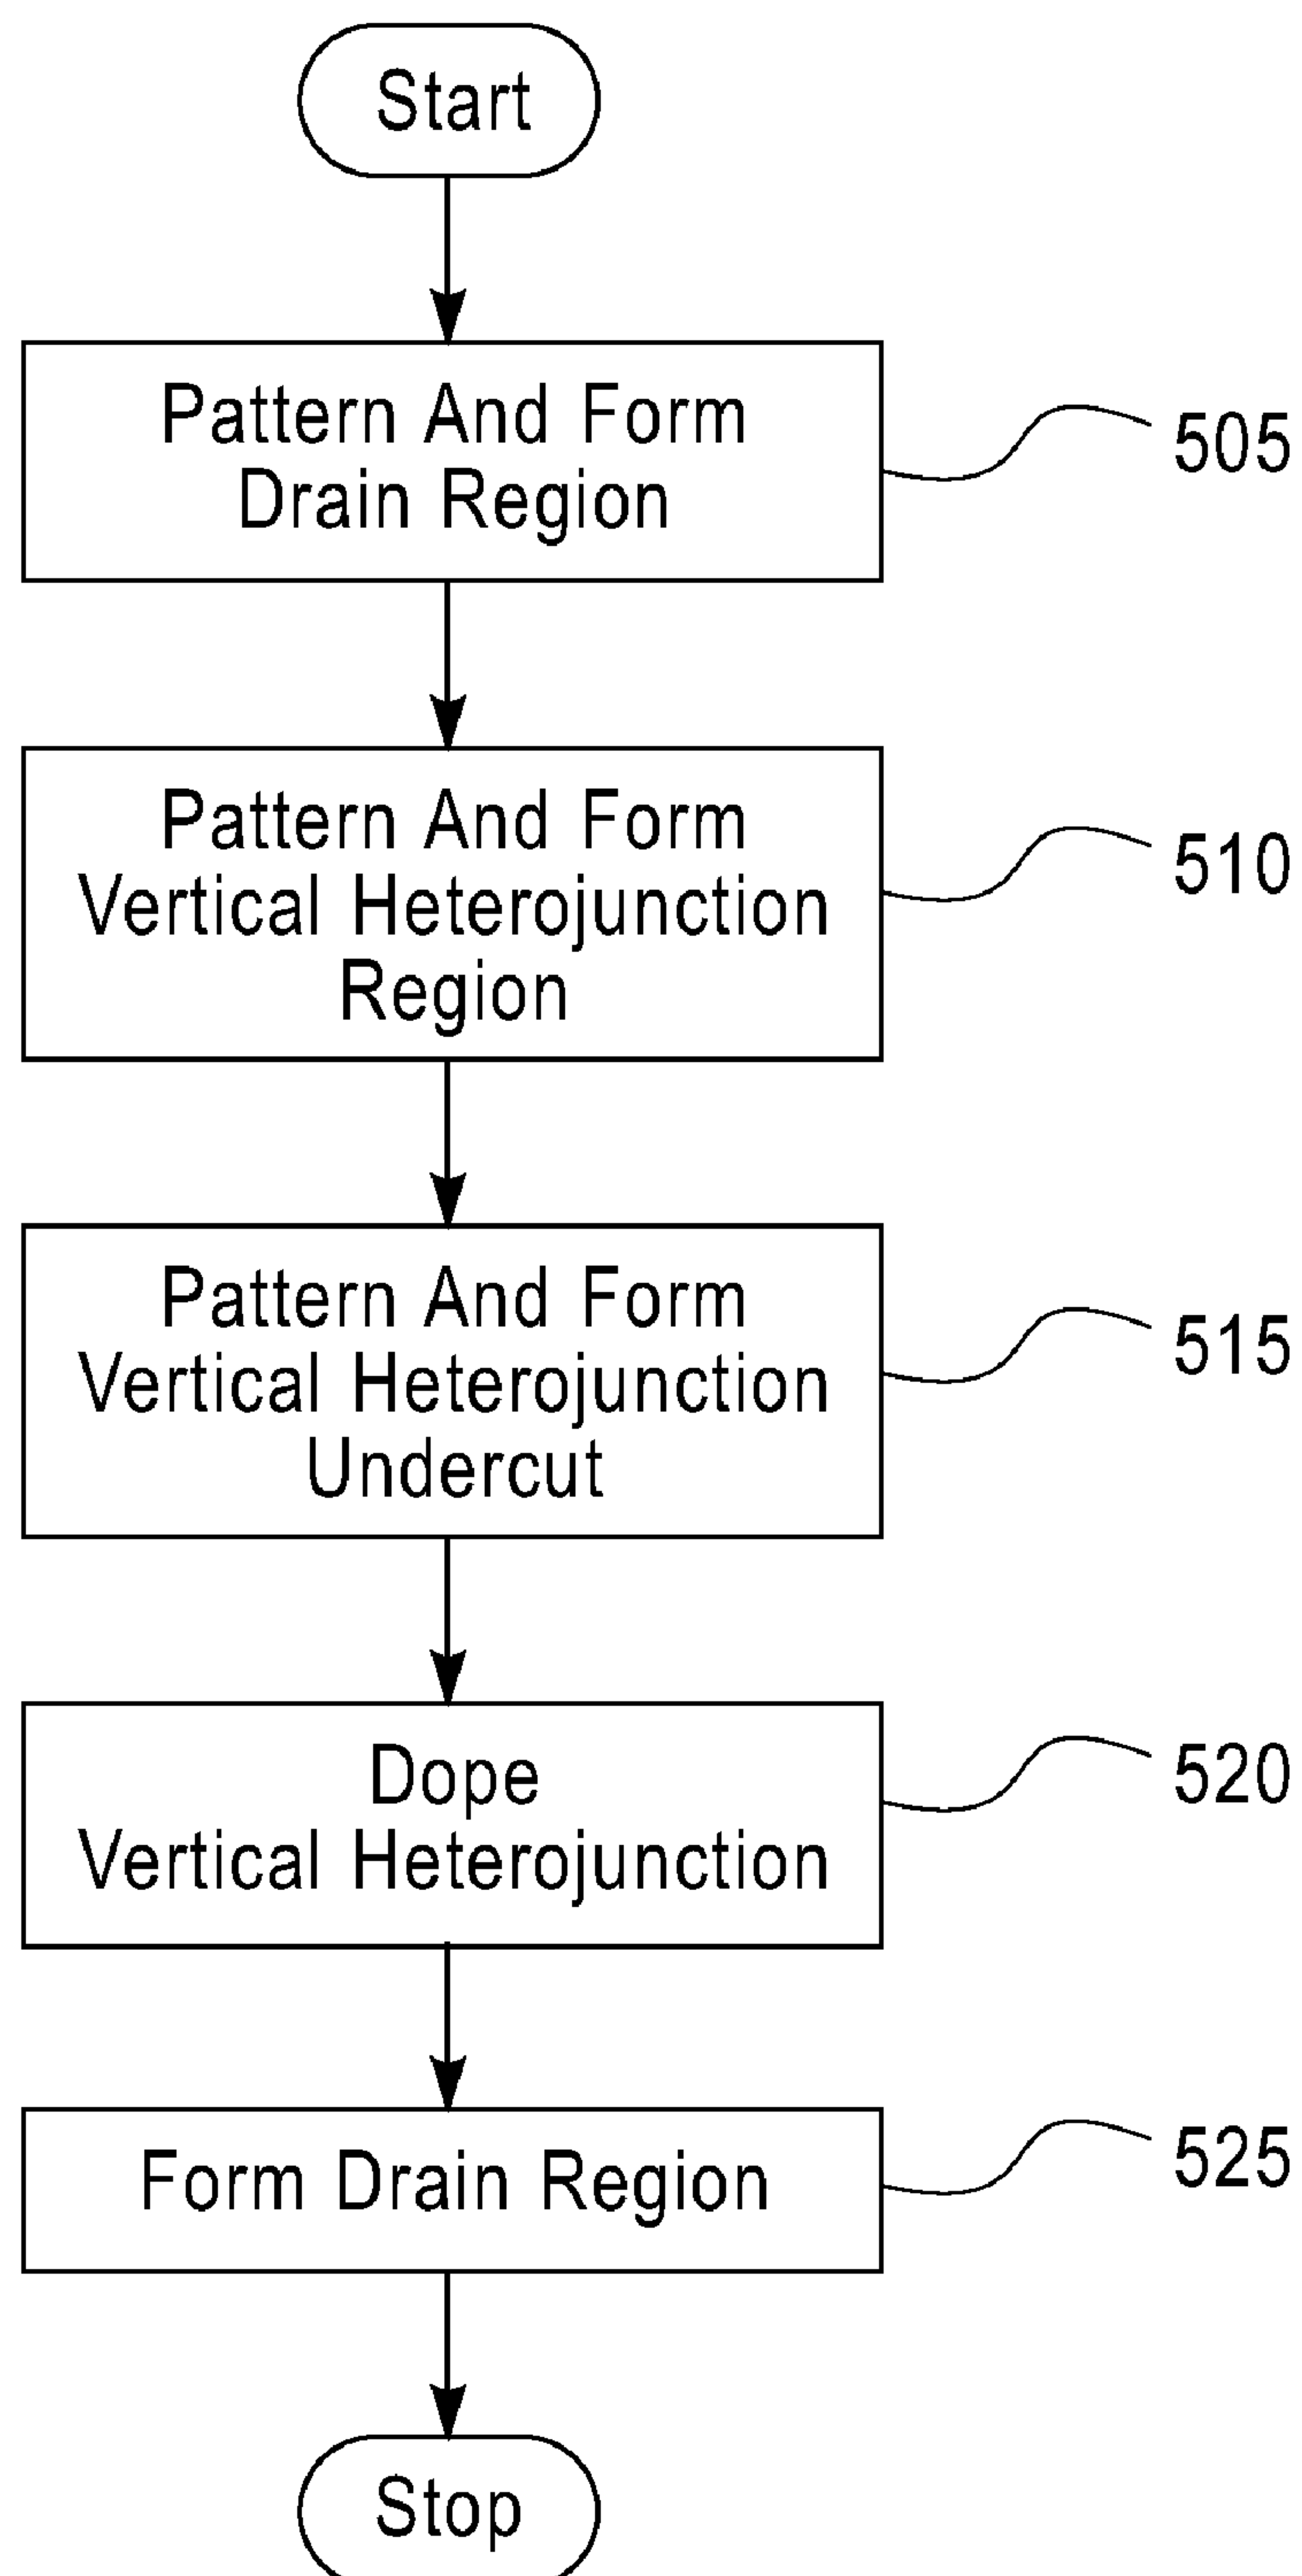 Start
Pattern And Form
Drain Region
505
Pattern And Form
Vertical Heterojunction
Region
510
Pattern And Form
Vertical Heterojunction
Undercut
515
Dope
Vertical Heterojunction
520
Form Drain Region
525
Stop